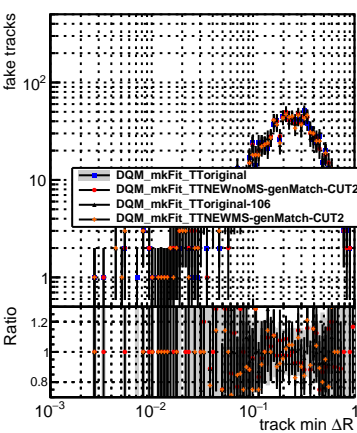 fake tracks
10²
10
1
DQM_mkFit_TToriginal
DQM_mkFit_TTNEWnoMS-genMatch-CUT2
DQM_mkFit_TToriginal-106
DQM_mkFit_TTNEWMS-genMatch-CUT2
Ratio
1.2
1
0.8
10⁻³ 10⁻² 10⁻¹ 1
track min ΔR